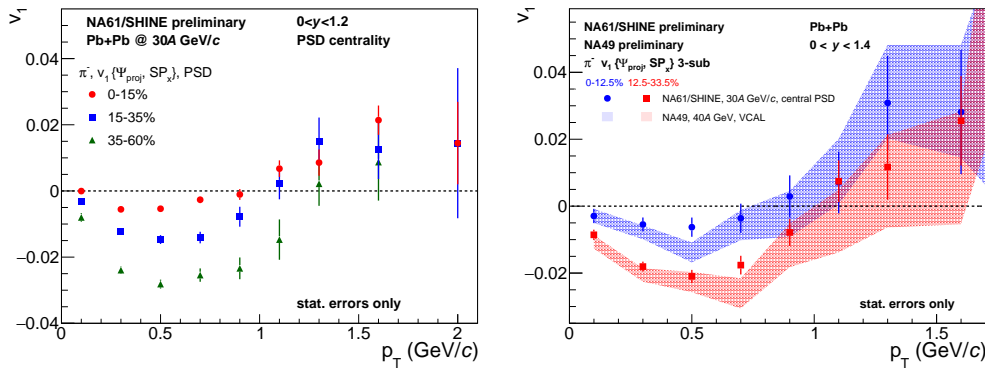 v₁
NA61/SHINE preliminary
0<y<1.2
Pb+Pb @ 30A GeV/c
PSD centrality
π⁻, v₁{Ψproj, SPx}, PSD
0-15%
15-35%
35-60%
0.04
0.02
0
−0.02
−0.04
stat. errors only
0 0.5 1 1.5 2
pT (GeV/c)
v₁
NA61/SHINE preliminary
Pb+Pb
NA49 preliminary
0 < y < 1.4
π⁻ v₁{Ψproj, SPx} 3-sub
0-12.5% 12.5-33.5%
NA61/SHINE, 30A GeV/c, central PSD
NA49, 40A GeV, VCAL
0.04
0.02
0
−0.02
stat. errors only
0 0.5 1 1.5
pT (GeV/c)